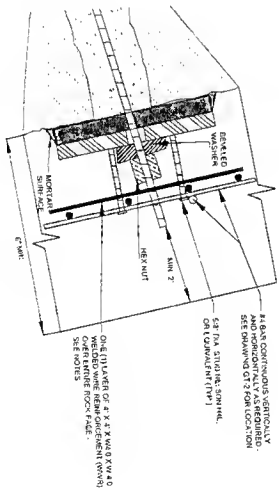 #4 BAR CONTINUOUS VERTICALLY
AND HORIZONTALLY AS REQUIRED -
SEE DRAWING GT-2 FOR LOCATION
5/8" DIA STUD
OR EQUIVALENT (TYP)
MIN 2'
BEVELED
WASHER
HEX NUT
MORTAR
SURFACE
6" MIN.
ONE (1) LAYER OF 4" X 4" X W4.0 X W 4.0
WELDED WIRE REINFORCEMENT (WWR)
OVER ENTIRE ROCK FACE -
SEE NOTES